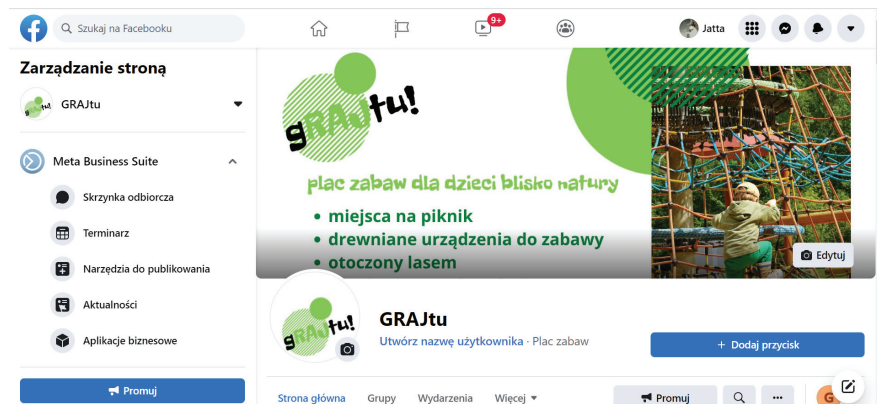 Szukaj na Facebooku
9+
Jatta
Zarządzanie stroną
GRAJtu
Meta Business Suite
Skrzynka odbiorcza
Terminarz
Narzędzia do publikowania
Aktualności
Aplikacje biznesowe
Promuj
gRAJtu!
plac zabaw dla dzieci blisko natury
• miejsca na piknik
• drewniane urządzenia do zabawy
• otoczony lasem
Edytuj
gRAJtu!
GRAJtu
Utwórz nazwę użytkownika · Plac zabaw
+ Dodaj przycisk
Strona główna Grupy Wydarzenia Więcej
Promuj
G